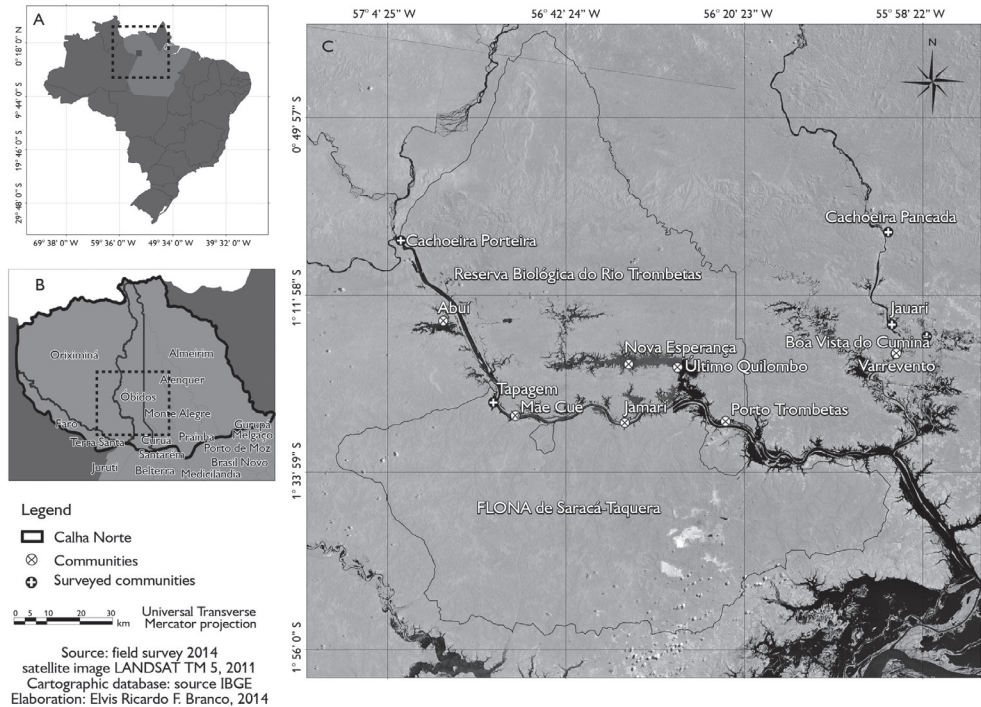 A
0° 18' 0" N
9° 44' 0" S
19° 46' 0" S
29° 48' 0" S
69° 38' 0 W
59° 36' 0" W
49° 34' 0" W
39° 32' 0" W
B
Oriximiná
Almeirim
Alenquer
Óbidos
Monte Alegre
Faro
Terra Santa
Curuá
Prainha
Gurupa
Melgaço
Porto de Moz
Santarém
Brasil Novo
Juruti
Belterra
Medicilândia
Legend
Calha Norte
Communities
Surveyed communities
0 5 10 20 30
km
Universal Transverse
Mercator projection
Source: field survey 2014
satellite image LANDSAT TM 5, 2011
Cartographic database: source IBGE
Elaboration: Elvis Ricardo F. Branco, 2014
57° 4' 25" W
56° 42' 24" W
56° 20' 23" W
55° 58' 22" W
C
N
0° 49' 57" S
1° 11' 58" S
1° 33' 59" S
1° 56' 0" S
Cachoeira Pancada
Cachoeira Porteira
Reserva Biológica do Rio Trombetas
Abuí
Jauari
Boa Vista do Cuminã
Nova Esperança
Último Quilombo
Varrevento
Tapagem
Mãe Cue
Jamari
Porto Trombetas
FLONA de Saracá-Taquera